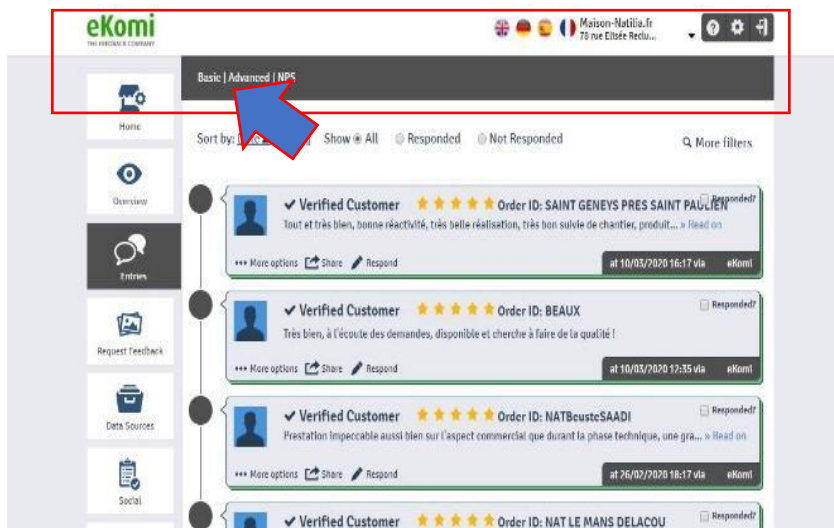 eKomi
THE FEEDBACK COMPANY
Maison-Natilia.fr
78 rue Elisée Reclu...
Basic | Advanced | NPS
Home
Sort by:
Show All Responded Not Responded
More filters
Overview
Verified Customer Order ID: SAINT GENEYS PRES SAINT PAULIEN
Responded?
Tout et très bien, bonne réactivité, très belle réalisation, très bon suivie de chantier, produit... » Read on
Entries
••• More options Share Respond
at 10/03/2020 16:17 via eKomi
Verified Customer Order ID: BEAUX
Responded?
Très bien, à l'écoute des demandes, disponible et cherche à faire de la qualité !
Request Feedback
••• More options Share Respond
at 10/03/2020 12:35 via eKomi
Data Sources
Verified Customer Order ID: NATBeusteSAADI
Responded?
Prestation impeccable aussi bien sur l'aspect commercial que durant la phase technique, une gra... » Read on
••• More options Share Respond
at 26/02/2020 18:17 via eKomi
Social
Verified Customer Order ID: NAT LE MANS DELACOU
Responded?